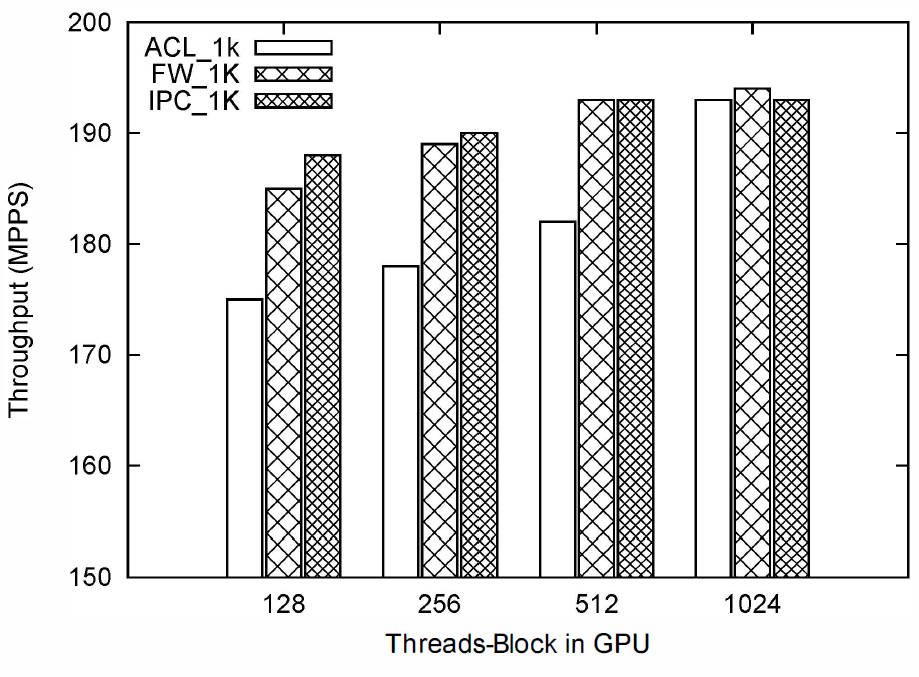 200
190
180
170
160
150
Throughput (MPPS)
ACL_1k
FW_1K
IPC_1K
128 256 512 1024
Threads-Block in GPU